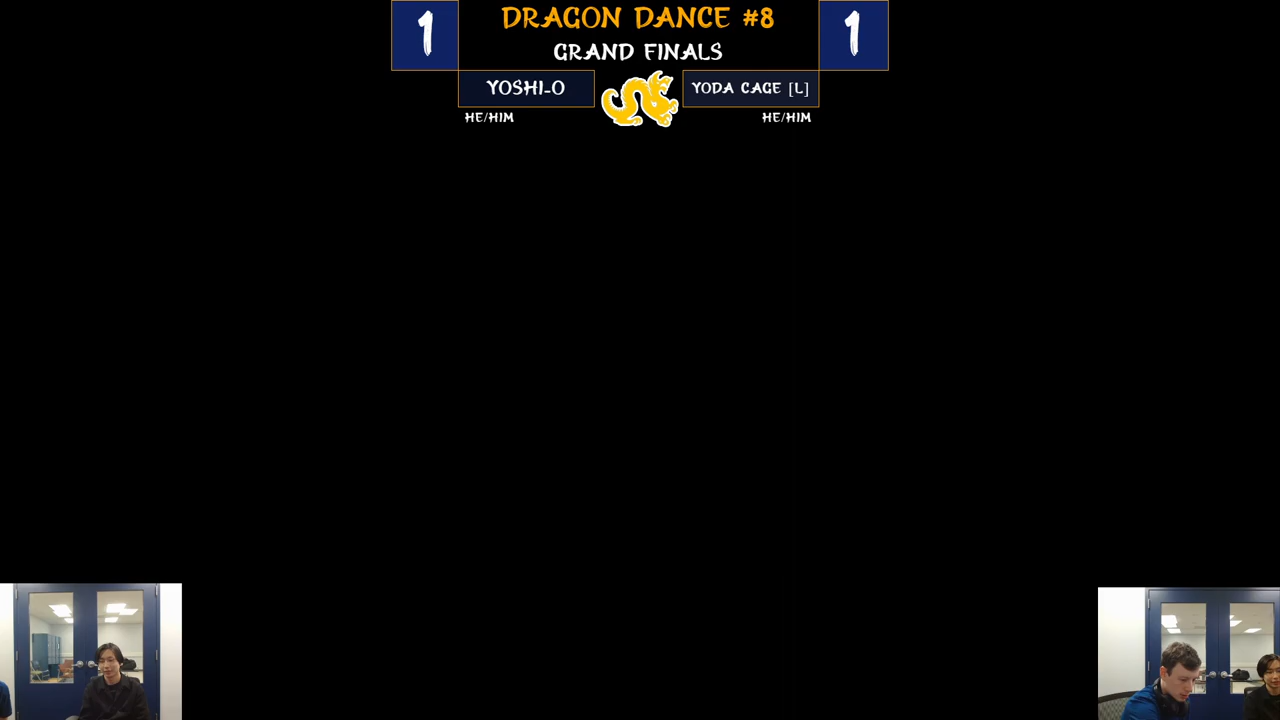 1
DRAGON DANCE #8
1
GRAND FINALS
YOSHI-O
YODA CAGE [L]
HE/HIM
HE/HIM